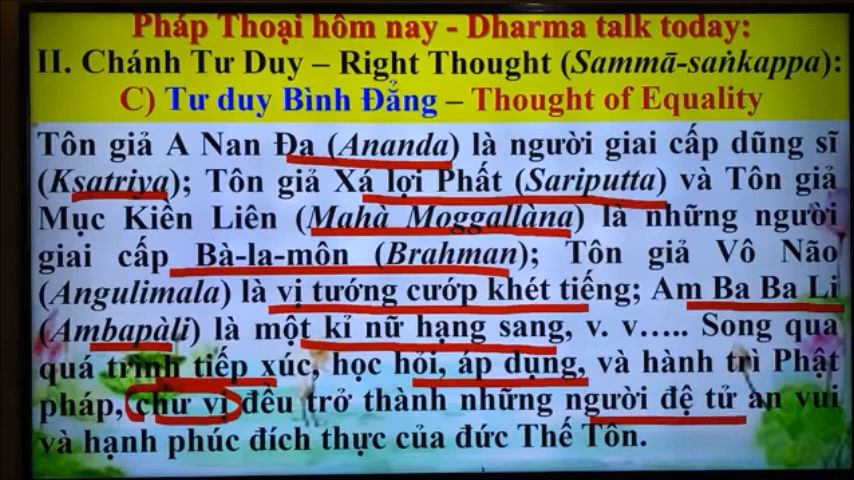 Pháp Thoại hôm nay - Dharma talk today:
II. Chánh Tư Duy – Right Thought (Sammā-saṅkappa):
C) Tư duy Bình Đẳng – Thought of Equality
Tôn giả A Nan Đa (Ananda) là người giai cấp dũng sĩ
(Ksatriya); Tôn giả Xá lợi Phất (Sariputta) và Tôn giả
Mục Kiền Liên (Mahà Moggallàna) là những người
giai cấp Bà-la-môn (Brahman); Tôn giả Vô Não
(Angulimala) là vị tướng cướp khét tiếng; Am Ba Ba Li
(Ambapàli) là một kỉ nữ hạng sang, v. v….. Song qua
quá trình tiếp xúc, học hỏi, áp dụng, và hành trì Phật
pháp, chư vị đều trở thành những người đệ tử an vui
và hạnh phúc đích thực của đức Thế Tôn.